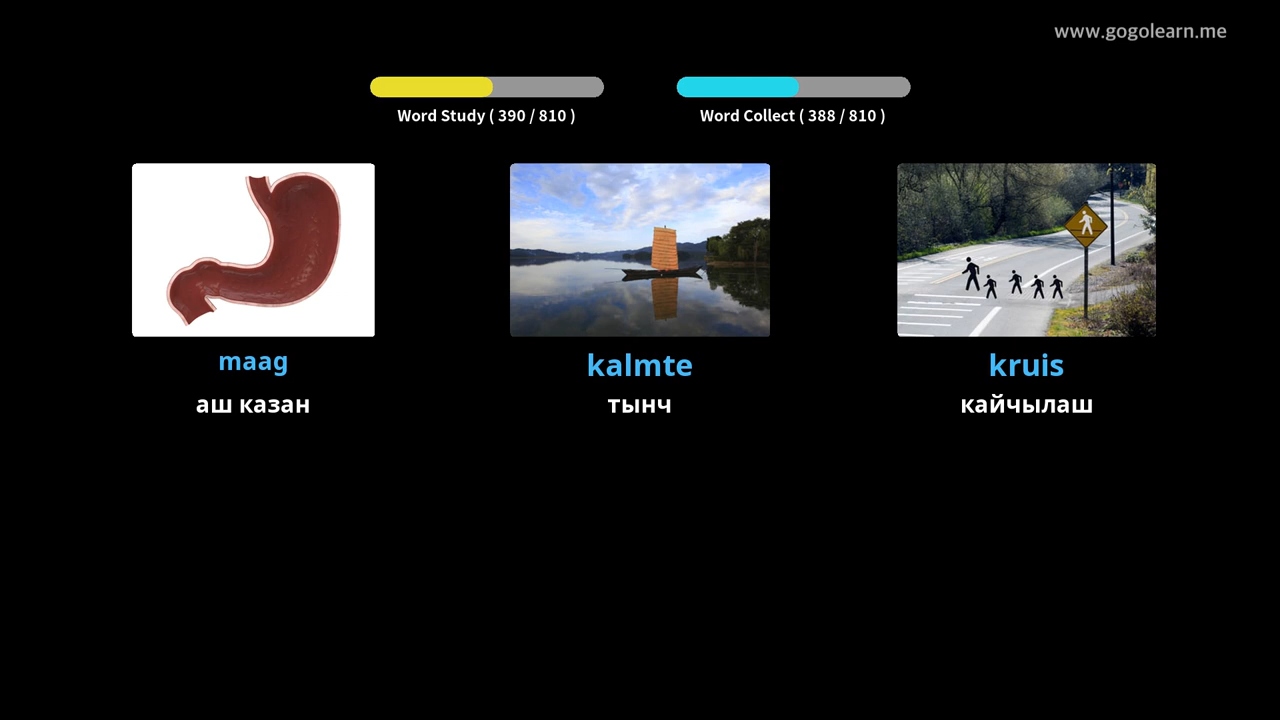 www.gogolearn.me
Word Study ( 390 / 810 )
Word Collect ( 388 / 810 )
maag
kalmte
kruis
аш казан
тынч
кайчылаш